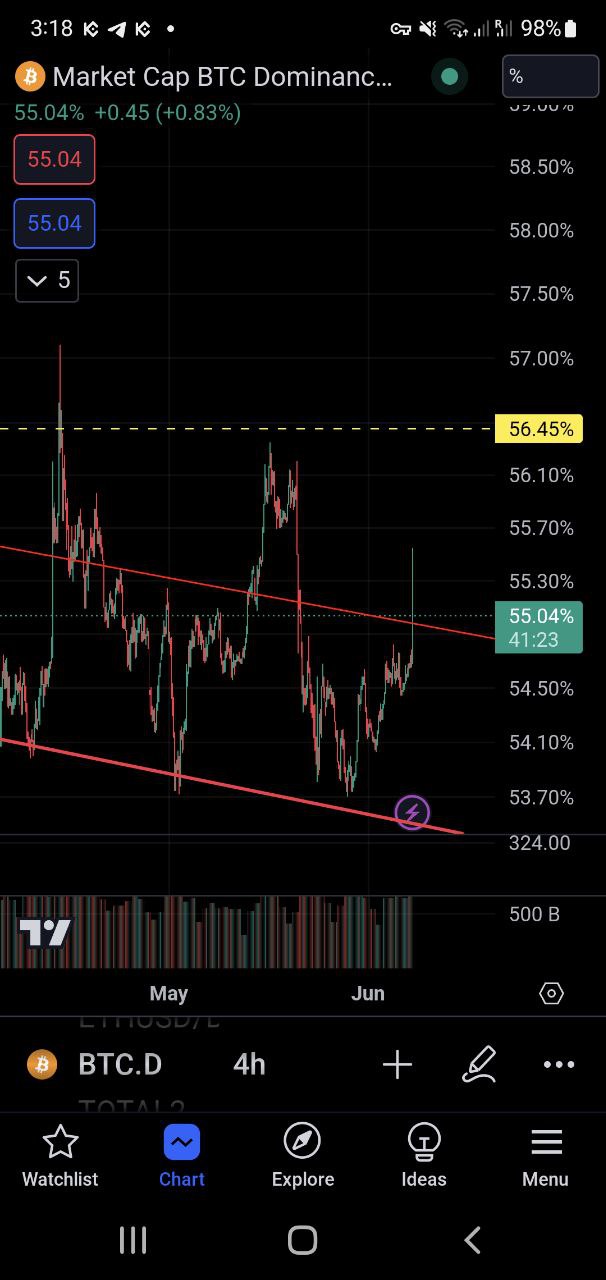 3:18 98%
Market Cap BTC Dominanc... %
59.00%
55.04% +0.45 (+0.83%)
55.04
58.50%
55.04
58.00%
5
57.50%
57.00%
56.45%
56.10%
55.70%
55.30%
55.04%
41:23
54.50%
54.10%
53.70%
324.00
500 B
May Jun
ETHUSD/L
BTC.D 4h
TOTAL2
Watchlist Chart Explore Ideas Menu